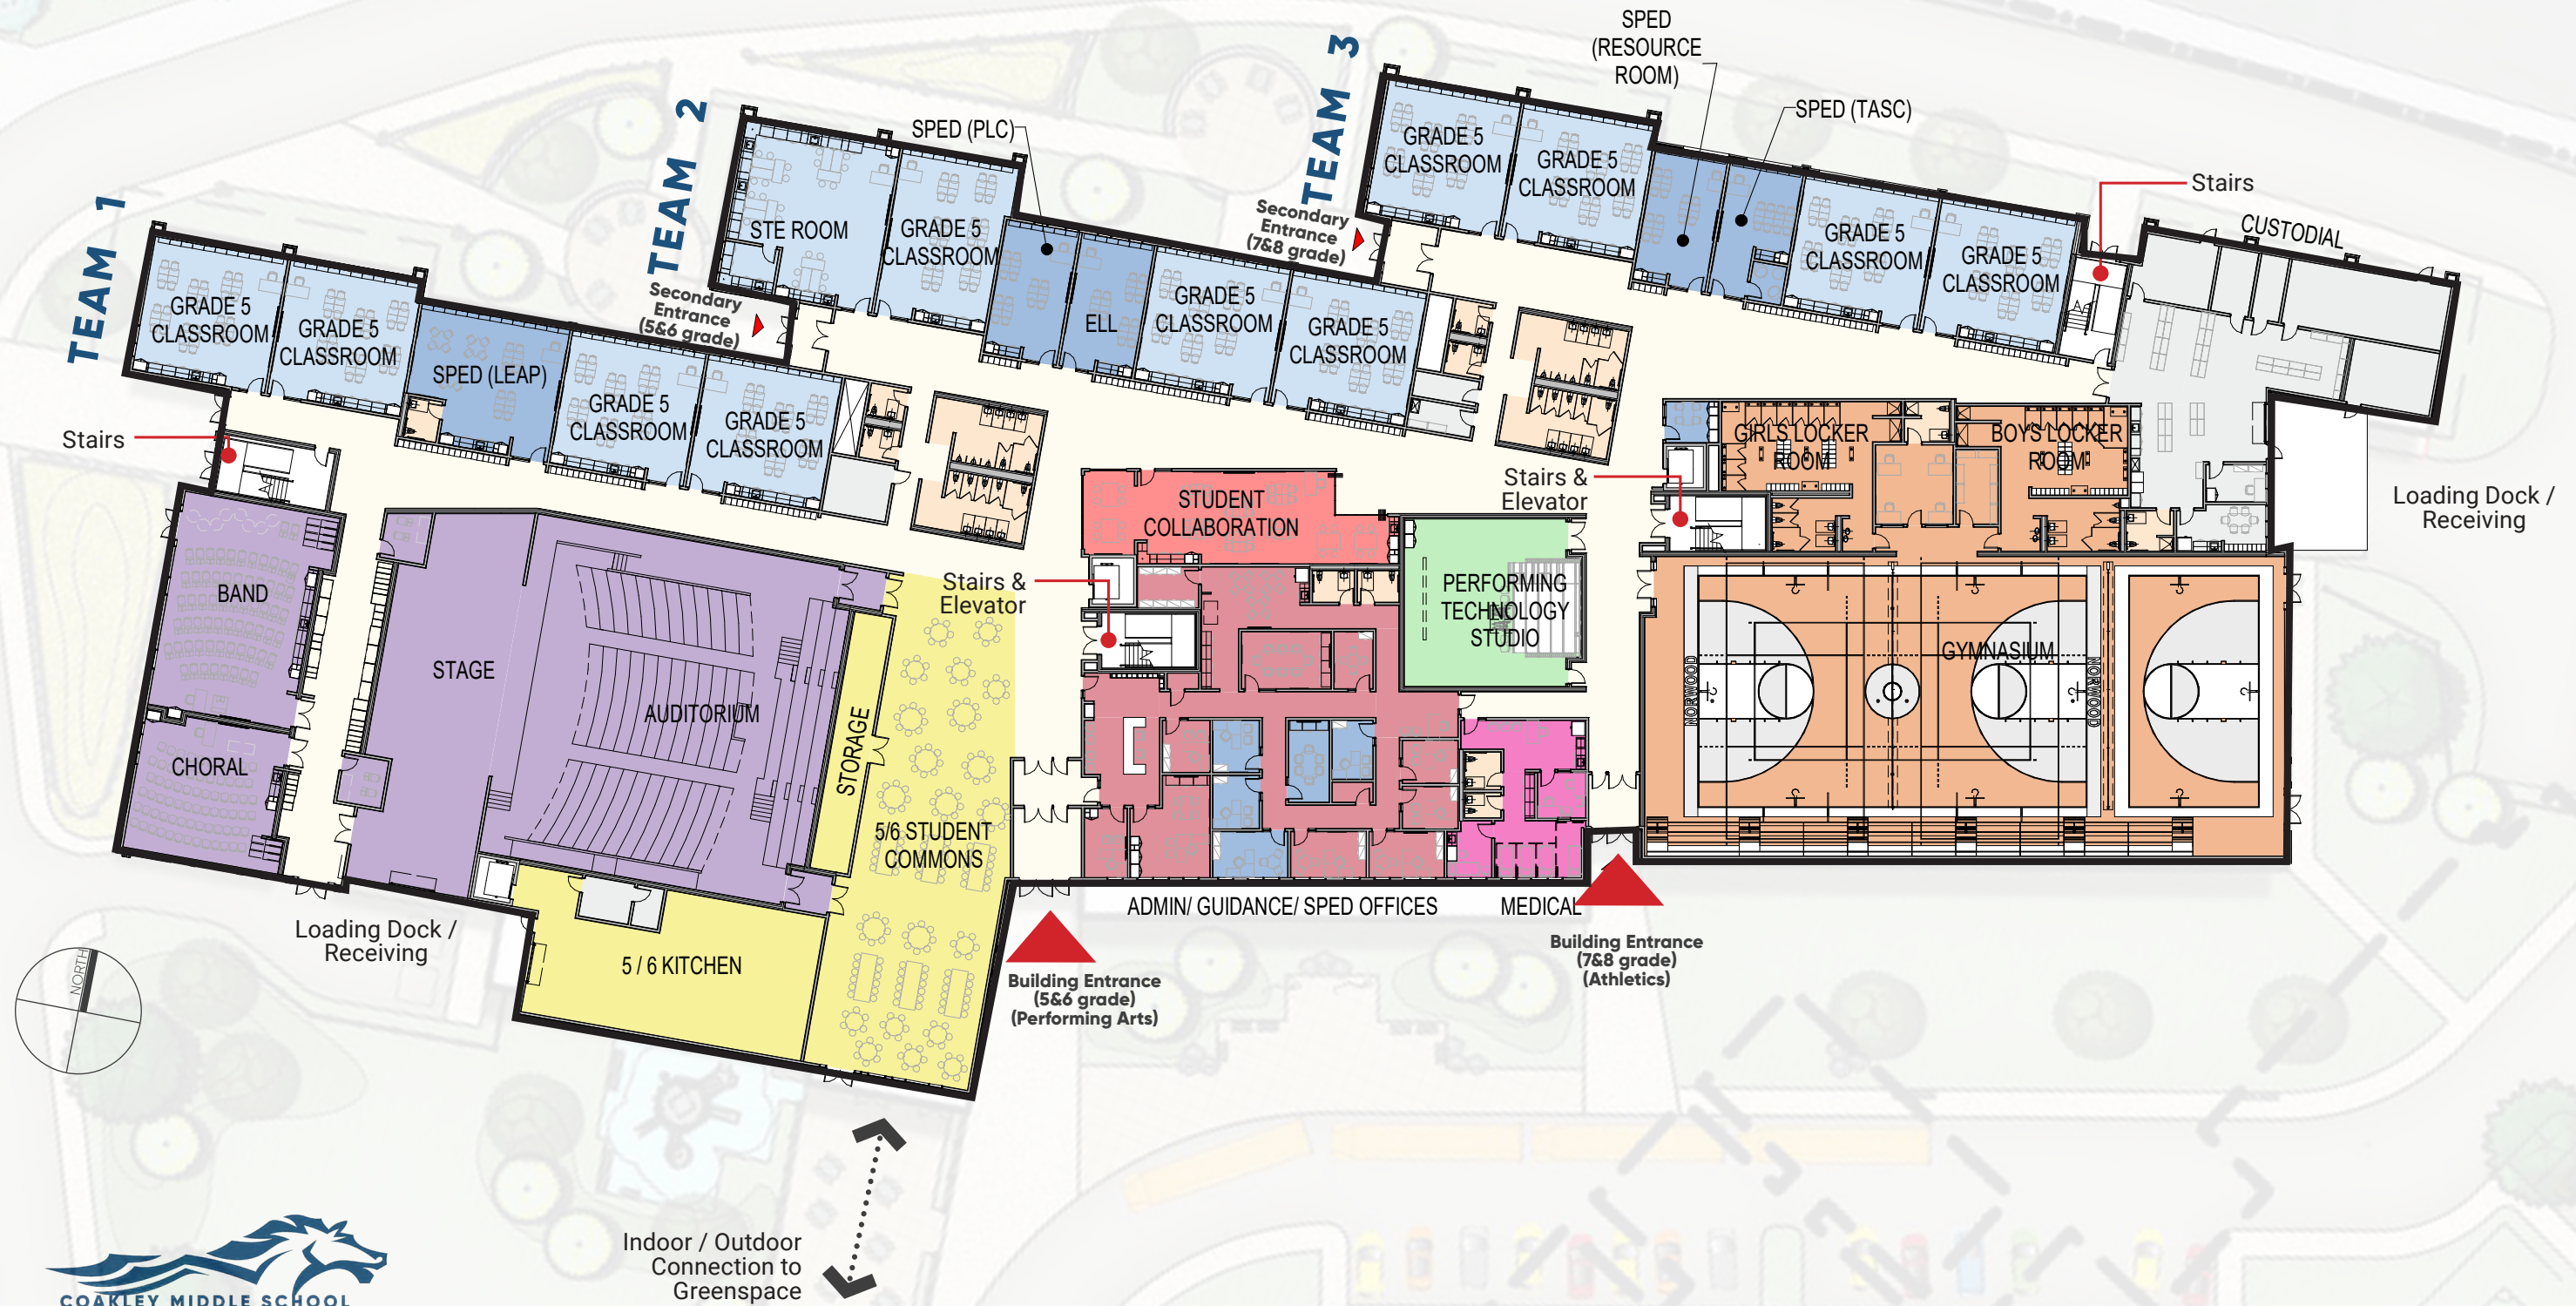 SPED
(RESOURCE
ROOM)
SPED (TASC)
TEAM 3
GRADE 5
CLASSROOM
GRADE 5
CLASSROOM
GRADE 5
CLASSROOM
GRADE 5
CLASSROOM
Stairs
CUSTODIAL
Secondary
Entrance
(7&8 grade)
TEAM 2
SPED (PLC)
STE ROOM
GRADE 5
CLASSROOM
ELL
GRADE 5
CLASSROOM
GRADE 5
CLASSROOM
Secondary
Entrance
(5&6 grade)
TEAM 1
GRADE 5
CLASSROOM
GRADE 5
CLASSROOM
SPED (LEAP)
GRADE 5
CLASSROOM
GRADE 5
CLASSROOM
Stairs
GIRLS LOCKER
ROOM
BOYS LOCKER
ROOM
Stairs &
Elevator
Loading Dock /
Receiving
STUDENT
COLLABORATION
BAND
STAGE
AUDITORIUM
CHORAL
STORAGE
Stairs &
Elevator
PERFORMING
TECHNOLOGY
STUDIO
GYMNASIUM
NORWOOD
NORWOOD
5/6 STUDENT
COMMONS
ADMIN/ GUIDANCE/ SPED OFFICES
MEDICAL
Loading Dock /
Receiving
5 / 6 KITCHEN
Building Entrance
(5&6 grade)
(Performing Arts)
Building Entrance
(7&8 grade)
(Athletics)
NORTH
Indoor / Outdoor
Connection to
Greenspace
COAKLEY MIDDLE SCHOOL